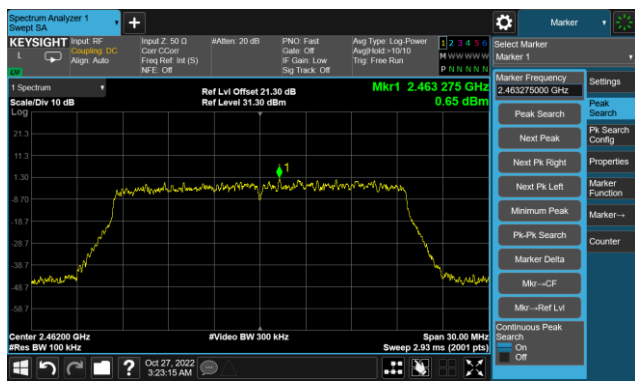 Spectrum Analyzer 1
Swept SA
Marker
KEYSIGHT
L
LW
Input: RF
Coupling: DC
Align: Auto
Input Z: 50 Ω
Corr CCorr
Freq Ref: Int (S)
NFE: Off
#Atten: 20 dB
PNO: Fast
Gate: Off
IF Gain: Low
Sig Track: Off
Avg Type: Log-Power
Avg|Hold:>10/10
Trig: Free Run
1 2 3 4 5 6
M W W W W W
P N N N N N
Select Marker
Marker 1
1 Spectrum
Scale/Div 10 dB
Log
Ref Lvl Offset 21.30 dB
Ref Level 31.30 dBm
Mkr1 2.463 275 GHz
0.65 dBm
21.3
11.3
1.30
-8.70
-18.7
-28.7
-38.7
-48.7
-58.7
1
Center 2.46200 GHz
#Res BW 100 kHz
#Video BW 300 kHz
Span 30.00 MHz
Sweep 2.93 ms (2001 pts)
Marker Frequency
2.463275000 GHz
Peak Search
Next Peak
Next Pk Right
Next Pk Left
Minimum Peak
Pk-Pk Search
Marker Delta
Mkr→CF
Mkr→Ref Lvl
Continuous Peak
Search
On
Off
Settings
Peak
Search
Pk Search
Config
Properties
Marker
Function
Marker→
Counter
?
Oct 27, 2022
3:23:15 AM